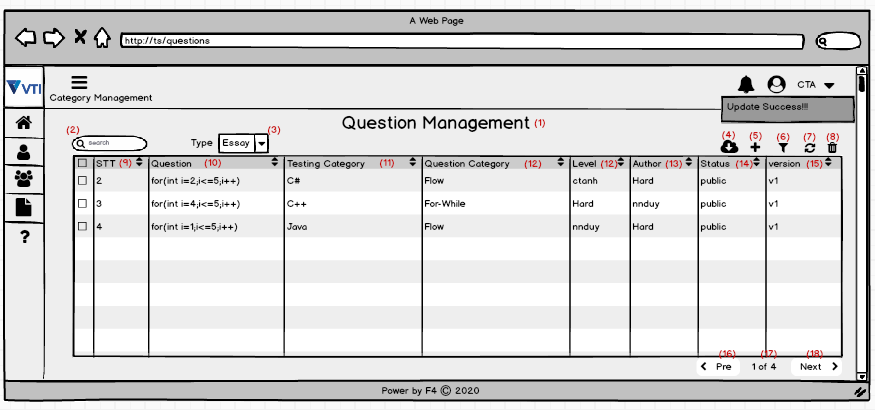 A Web Page
http://ts/questions
VTI
Category Management
CTA
Update Success!!!
Question Management (1)
(2) search
Type Essay (3)
(4) (5) (6) (7) (8)
STT (9) Question (10) Testing Category (11) Question Category (12) Level (12) Author (13) Status (14) version (15)
2 for(int i=2,i<=5;i++) C# Flow ctanh Hard public v1
3 for(int i=4;i<=5;i++) C++ For-While Hard nnduy public v1
4 for(int i=1;i<=5;i++) Java Flow nnduy Hard public v1
?
(16) (17) (18)
Pre 1 of 4 Next
Power by F4 © 2020